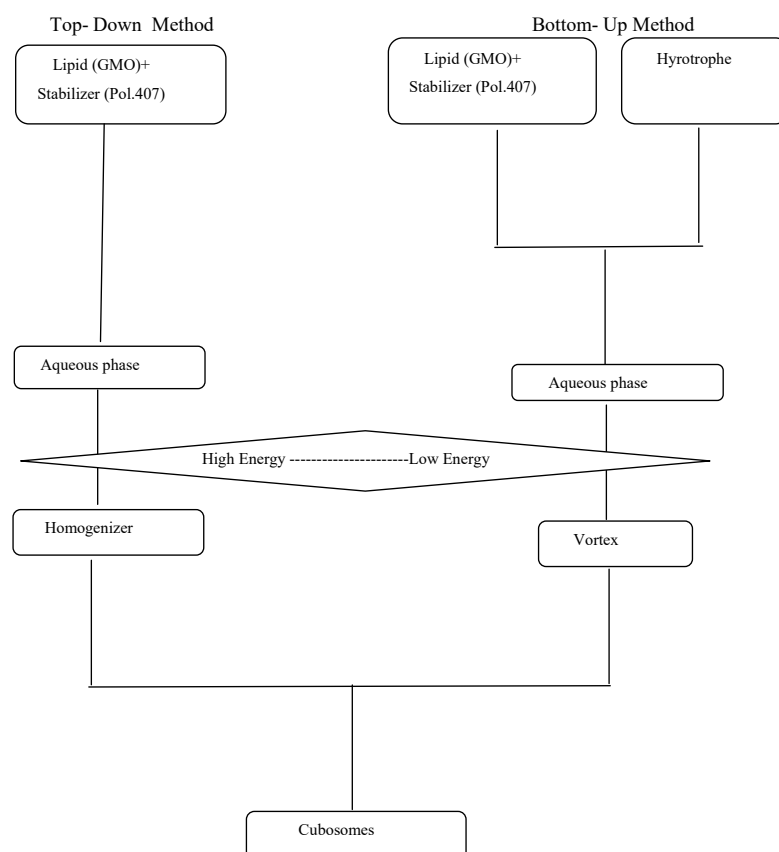 Top- Down Method
Bottom- Up Method
Lipid (GMO)+
Stabilizer (Pol.407)
Lipid (GMO)+
Stabilizer (Pol.407)
Hyrotrophe
Aqueous phase
Aqueous phase
High Energy ----------------------Low Energy
Homogenizer
Vortex
Cubosomes